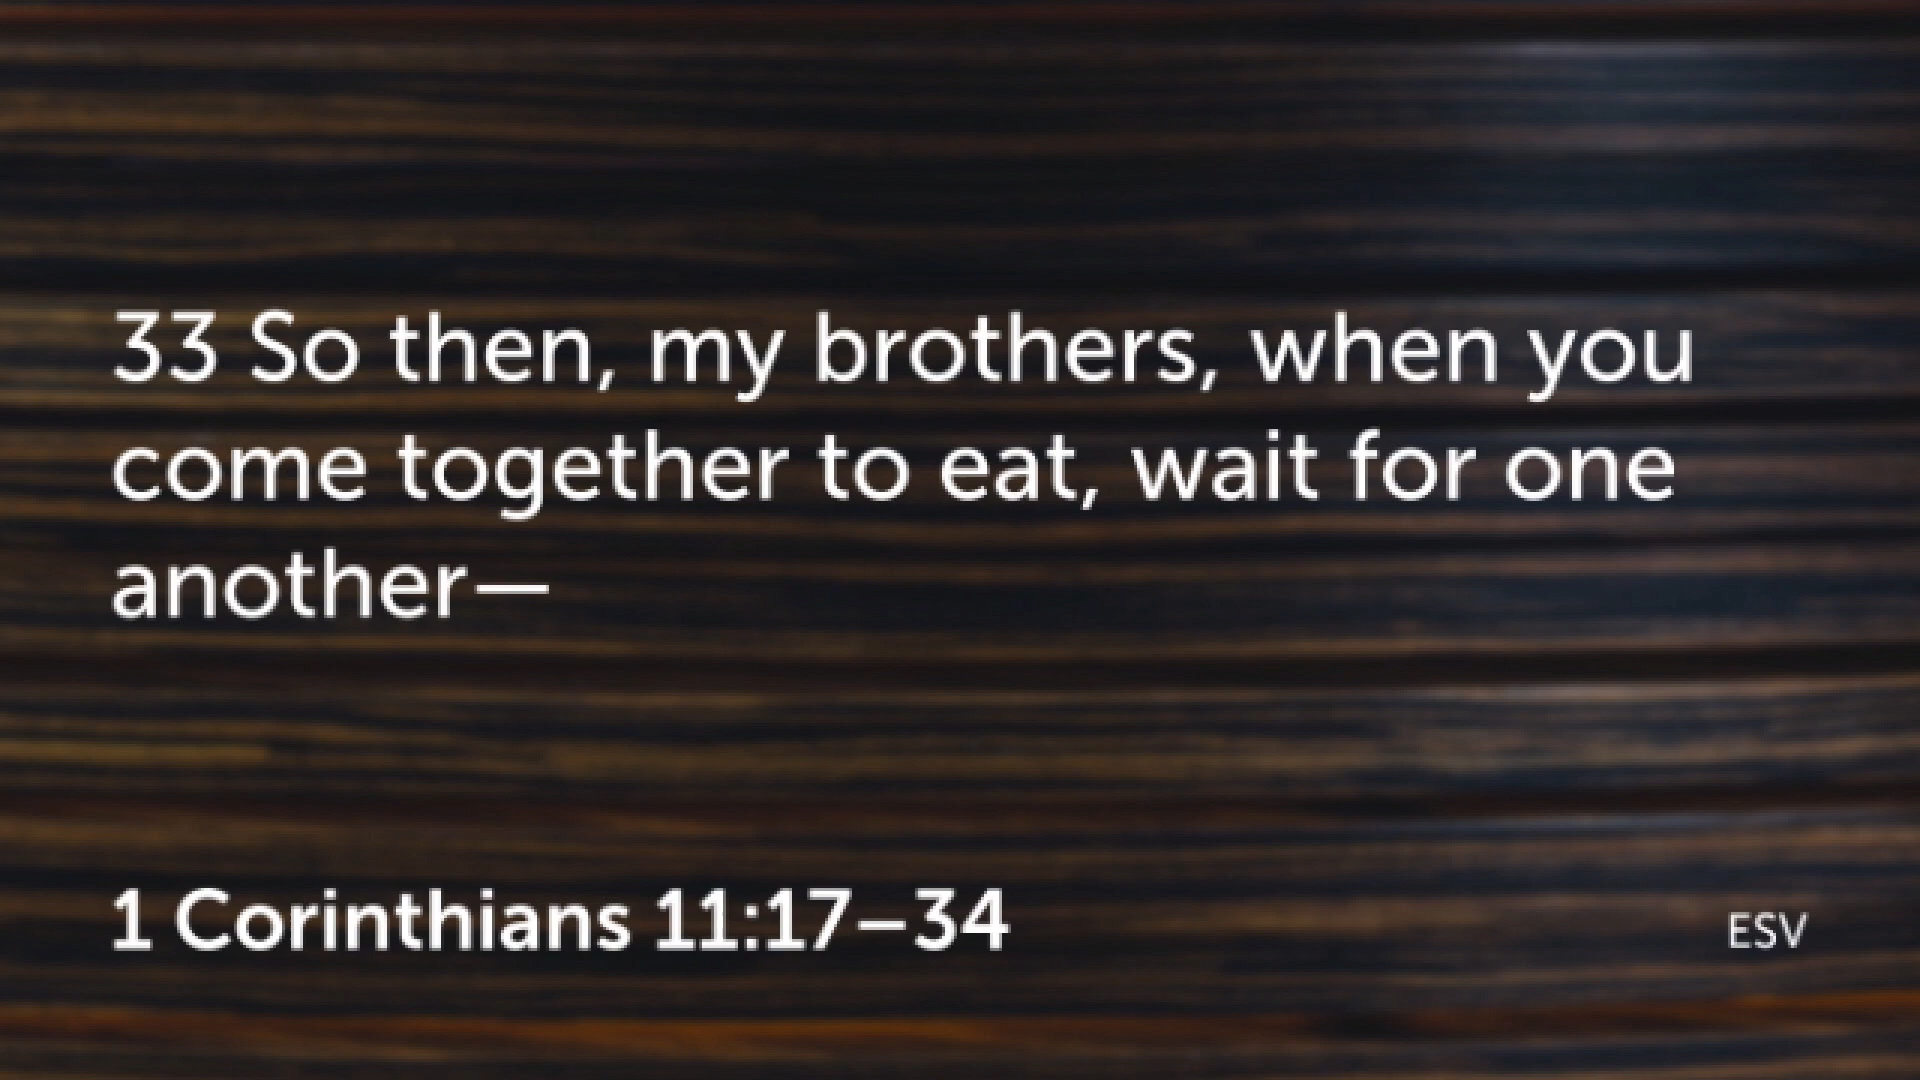 33 So then, my brothers, when you
come together to eat, wait for one
another—
1 Corinthians 11:17–34
ESV